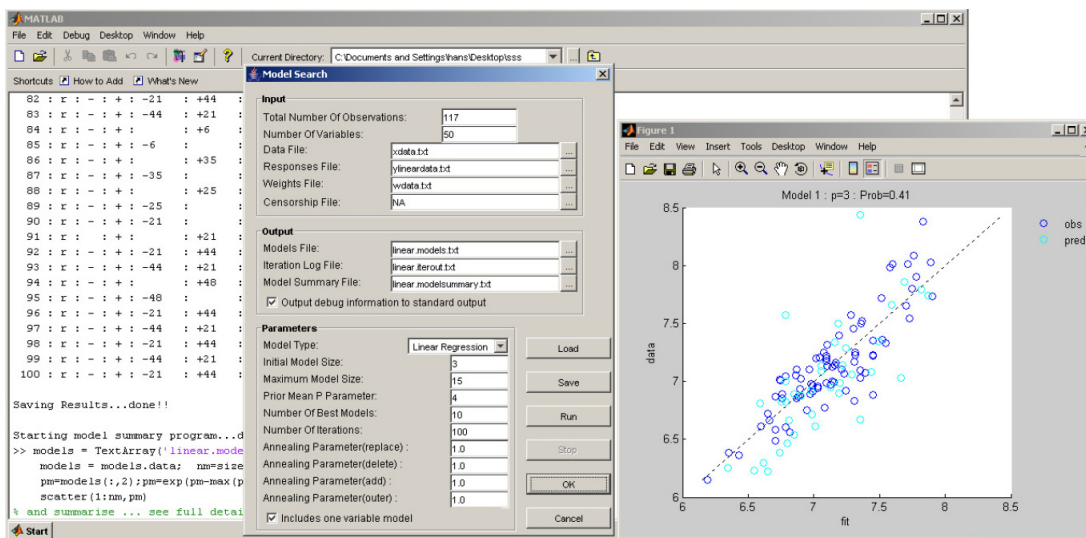 MATLAB
File Edit Debug Desktop Window Help
Current Directory: C:\Documents and Settings\hans\Desktop\sss
Shortcuts How to Add What's New
82 : r : - : + : -21 : +44 :
83 : r : - : + : -44 : +21 :
84 : r : - : + : : +6 :
85 : r : - : + : -6 : :
86 : r : - : + : : +35 :
87 : r : - : + : -35 : :
88 : r : - : + : : +25 :
89 : r : - : + : -25 : :
90 : r : - : + : -21 : :
91 : r : : + : : +21 :
92 : r : - : + : -21 : +44 :
93 : r : - : + : -44 : +21 :
94 : r : - : + : : +48 :
95 : r : - : + : -48 : :
96 : r : - : + : -21 : +44 :
97 : r : - : + : -44 : +21 :
98 : r : - : + : -21 : +44 :
99 : r : - : + : -44 : +21 :
100 : r : - : + : -21 : +44 :
Saving Results...done!!
Starting model summary program...d
>> models = TextArray('linear.mode
models = models.data; nm=size
pm=models(:,2);pm=exp(pm-max(p
scatter(1:nm,pm)
% and summarise ... see full detai
Start
Model Search
Input
Total Number Of Observations: 117
Number Of Variables: 50
Data File: xdata.txt ...
Responses File: ylineardata.txt ...
Weights File: wdata.txt ...
Censorship File: NA ...
Output
Models File: linear.models.txt ...
Iteration Log File: linear.iterout.txt ...
Model Summary File: linear.modelsummary.txt ...
Output debug information to standard output
Parameters
Model Type: Linear Regression
Initial Model Size: 3
Maximum Model Size: 15
Prior Mean P Parameter: 4
Number Of Best Models: 10
Number Of Iterations: 100
Annealing Parameter(replace) : 1.0
Annealing Parameter(delete) : 1.0
Annealing Parameter(add) : 1.0
Annealing Parameter(outer) : 1.0
Includes one variable model
Load
Save
Run
Stop
OK
Cancel
Figure 1
File Edit View Insert Tools Desktop Window Help
Model 1 : p=3 : Prob=0.41
8.5
8
7.5
7
6.5
6
data
6 6.5 7 7.5 8 8.5
fit
obs
pred